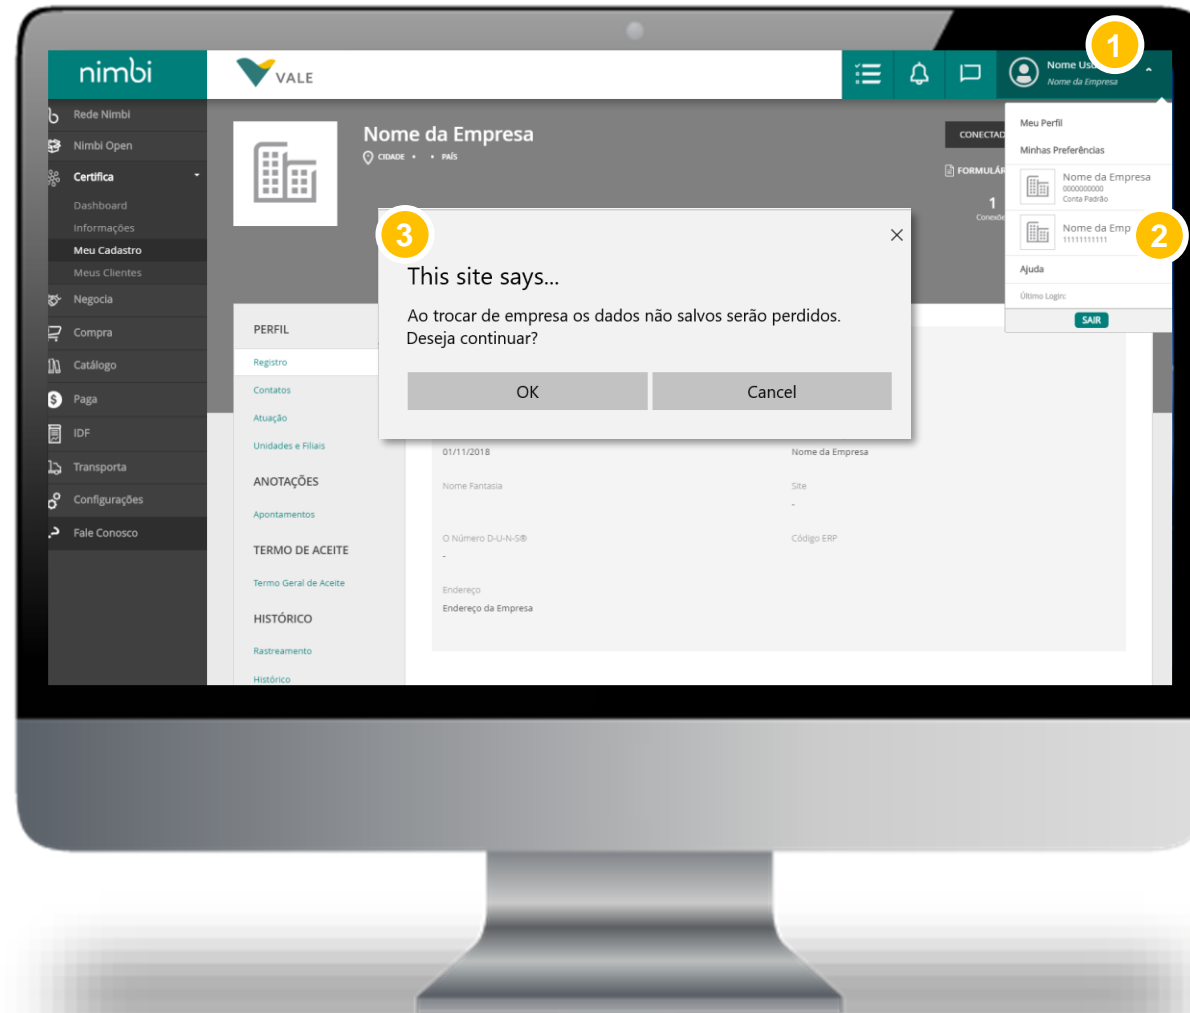 1
nimbi
VALE
Nome
Nome da Empresa
Rede Nimbi
Nimbi Open
Certifica
Dashboard
Informações
Meu Cadastro
Meus Clientes
Negocia
Compra
Catálogo
Paga
IDF
Transporta
Configurações
Fale Conosco
Nome da Empresa
CIDADE • • PAÍS
1
Meu Perfil
Minhas Preferências
Nome da Empresa
0000000000
Conta Padrão
Nome da Emp
11111111111
2
Ajuda
Último Login:
SAIR
3
This site says...
Ao trocar de empresa os dados não salvos serão perdidos.
Deseja continuar?
OK
Cancel
PERFIL
Registro
Contatos
Atuação
Unidades e Filiais
ANOTAÇÕES
Apontamentos
TERMO DE ACEITE
Termo Geral de Aceite
HISTÓRICO
Rastreamento
Histórico
01/11/2018
Nome da Empresa
Nome Fantasia
Site
-
O Número D-U-N-S®
-
Código ERP
Endereço
Endereço da Empresa